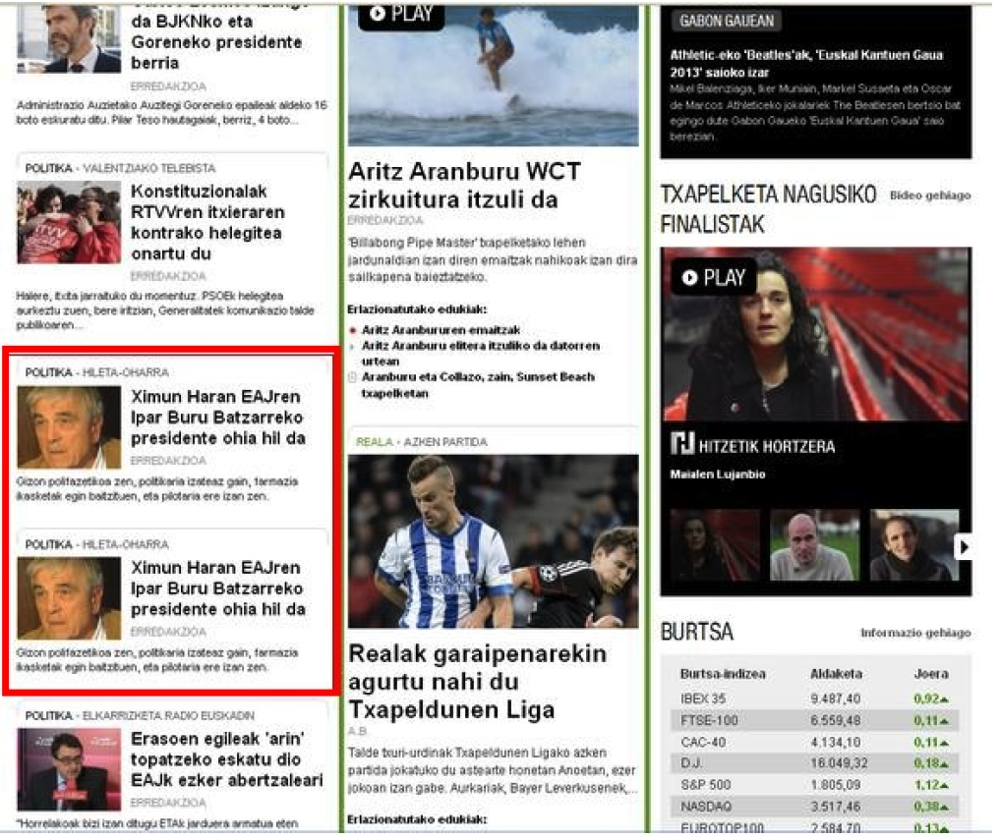 da BJKNko eta
Goreneko presidente
berria
ERREDAKZIOA
Administrazio Auzietako Auzitegi Goreneko epaileak aldeko 16
boto eskuratu ditu. Pilar Teso hautagaiak, berriz, 4 boto...
POLITIKA - VALENTZIAKO TELEBISTA
Konstituzionalak
RTVVren itxieraren
kontrako helegitea
onartu du
ERREDAKZIOA
Halere, itxita jarraituko du momentuz. PSOEk helegitea
aurkeztu zuen, bere iritzian, Generalitatek komunikazio talde
publikoaren...
POLITIKA - HILETA-OHARRA
Ximun Haran EAJren
Ipar Buru Batzarreko
presidente ohia hil da
ERREDAKZIOA
Gizon polifazetikoa zen, politikaria izateaz gain, farmazia
ikasketak egin baitzituen, eta pilotaria ere izan zen.
POLITIKA - HILETA-OHARRA
Ximun Haran EAJren
Ipar Buru Batzarreko
presidente ohia hil da
ERREDAKZIOA
Gizon polifazetikoa zen, politikaria izateaz gain, farmazia
ikasketak egin baitzituen, eta pilotaria ere izan zen.
POLITIKA - ELKARRIZKETA RADIO EUSKADIN
Erasoen egileak 'arin'
topatzeko eskatu dio
EAJk ezker abertzaleari
ERREDAKZIOA
"Horrelakoak bizi izan ditugu ETAk jarduera armatua eten
PLAY
Aritz Aranburu WCT
zirkuitura itzuli da
ERREDAKZIOA
'Billabong Pipe Master' txapelketako lehen
jardunaldian izan diren emaitzak nahikoak izan dira
sailkapena baieztatzeko.
Erlazionatutako edukiak:
Aritz Aranbururen emaitzak
Aritz Aranburu elitera itzuliko da datorren
urtean
Aranburu eta Collazo, zain, Sunset Beach
txapelketan
REALA - AZKEN PARTIDA
Realak garaipenarekin
agurtu nahi du
Txapeldunen Liga
A.B.
Talde txuri-urdinak Txapeldunen Ligako azken
partida jokatuko du astearte honetan Anoetan, ezer
jokoan izan gabe. Aurkariak, Bayer Leverkusenek,...
Erlazionatutako edukiak:
GABON GAUEAN
Athletic-eko 'Beatles'ak, 'Euskal Kantuen Gaua
2013' saioko izar
Mikel Balenziaga, Iker Muniain, Markel Susaeta eta Oscar
de Marcos Athleticeko jokalariek The Beatlesen bertsio bat
egingo dute Gabon Gaueko 'Euskal Kantuen Gaua' saio
berezian.
TXAPELKETA NAGUSIKO
FINALISTAK
Bideo gehiago
PLAY
HITZETIK HORTZERA
Maialen Lujanbio
BURTSA
Informazio gehiago
Burtsa-indizea Aldaketa Joera
IBEX 35 9.487,40 0,92
FTSE-100 6.559,48 0,11
CAC-40 4.134,10 0,11
D.J. 16.049,32 0,18
S&P 500 1.805,09 1,12
NASDAQ 3.517,46 0,38
EUROTOP100 2.584,70 0,13